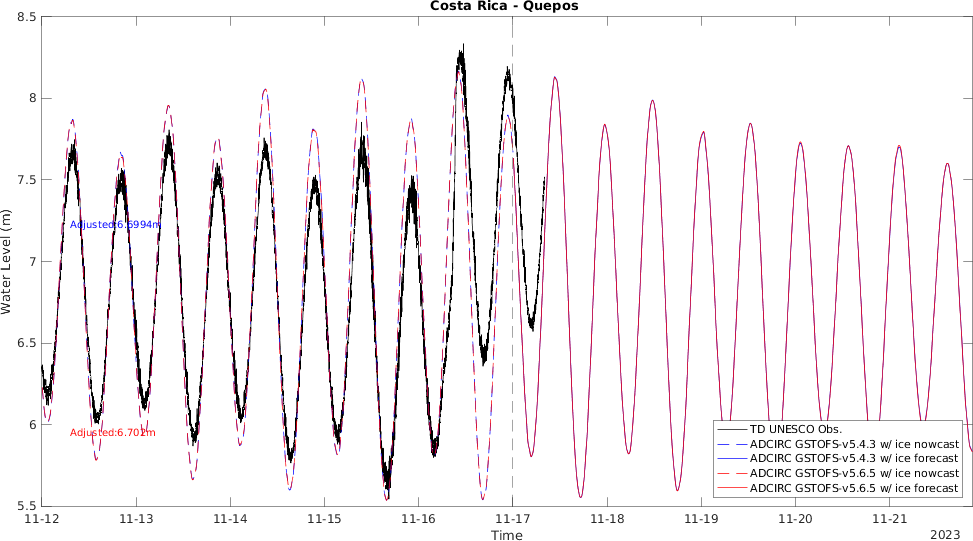 Costa Rica - Quepos
8.5
8
7.5
7
6.5
6
5.5
Water Level (m)
Adjusted:6.6994m
Adjusted:6.702m
TD UNESCO Obs.
ADCIRC GSTOFS-v5.4.3 w/ ice nowcast
ADCIRC GSTOFS-v5.4.3 w/ ice forecast
ADCIRC GSTOFS-v5.6.5 w/ ice nowcast
ADCIRC GSTOFS-v5.6.5 w/ ice forecast
11-12 11-13 11-14 11-15 11-16 11-17 11-18 11-19 11-20 11-21
Time
2023